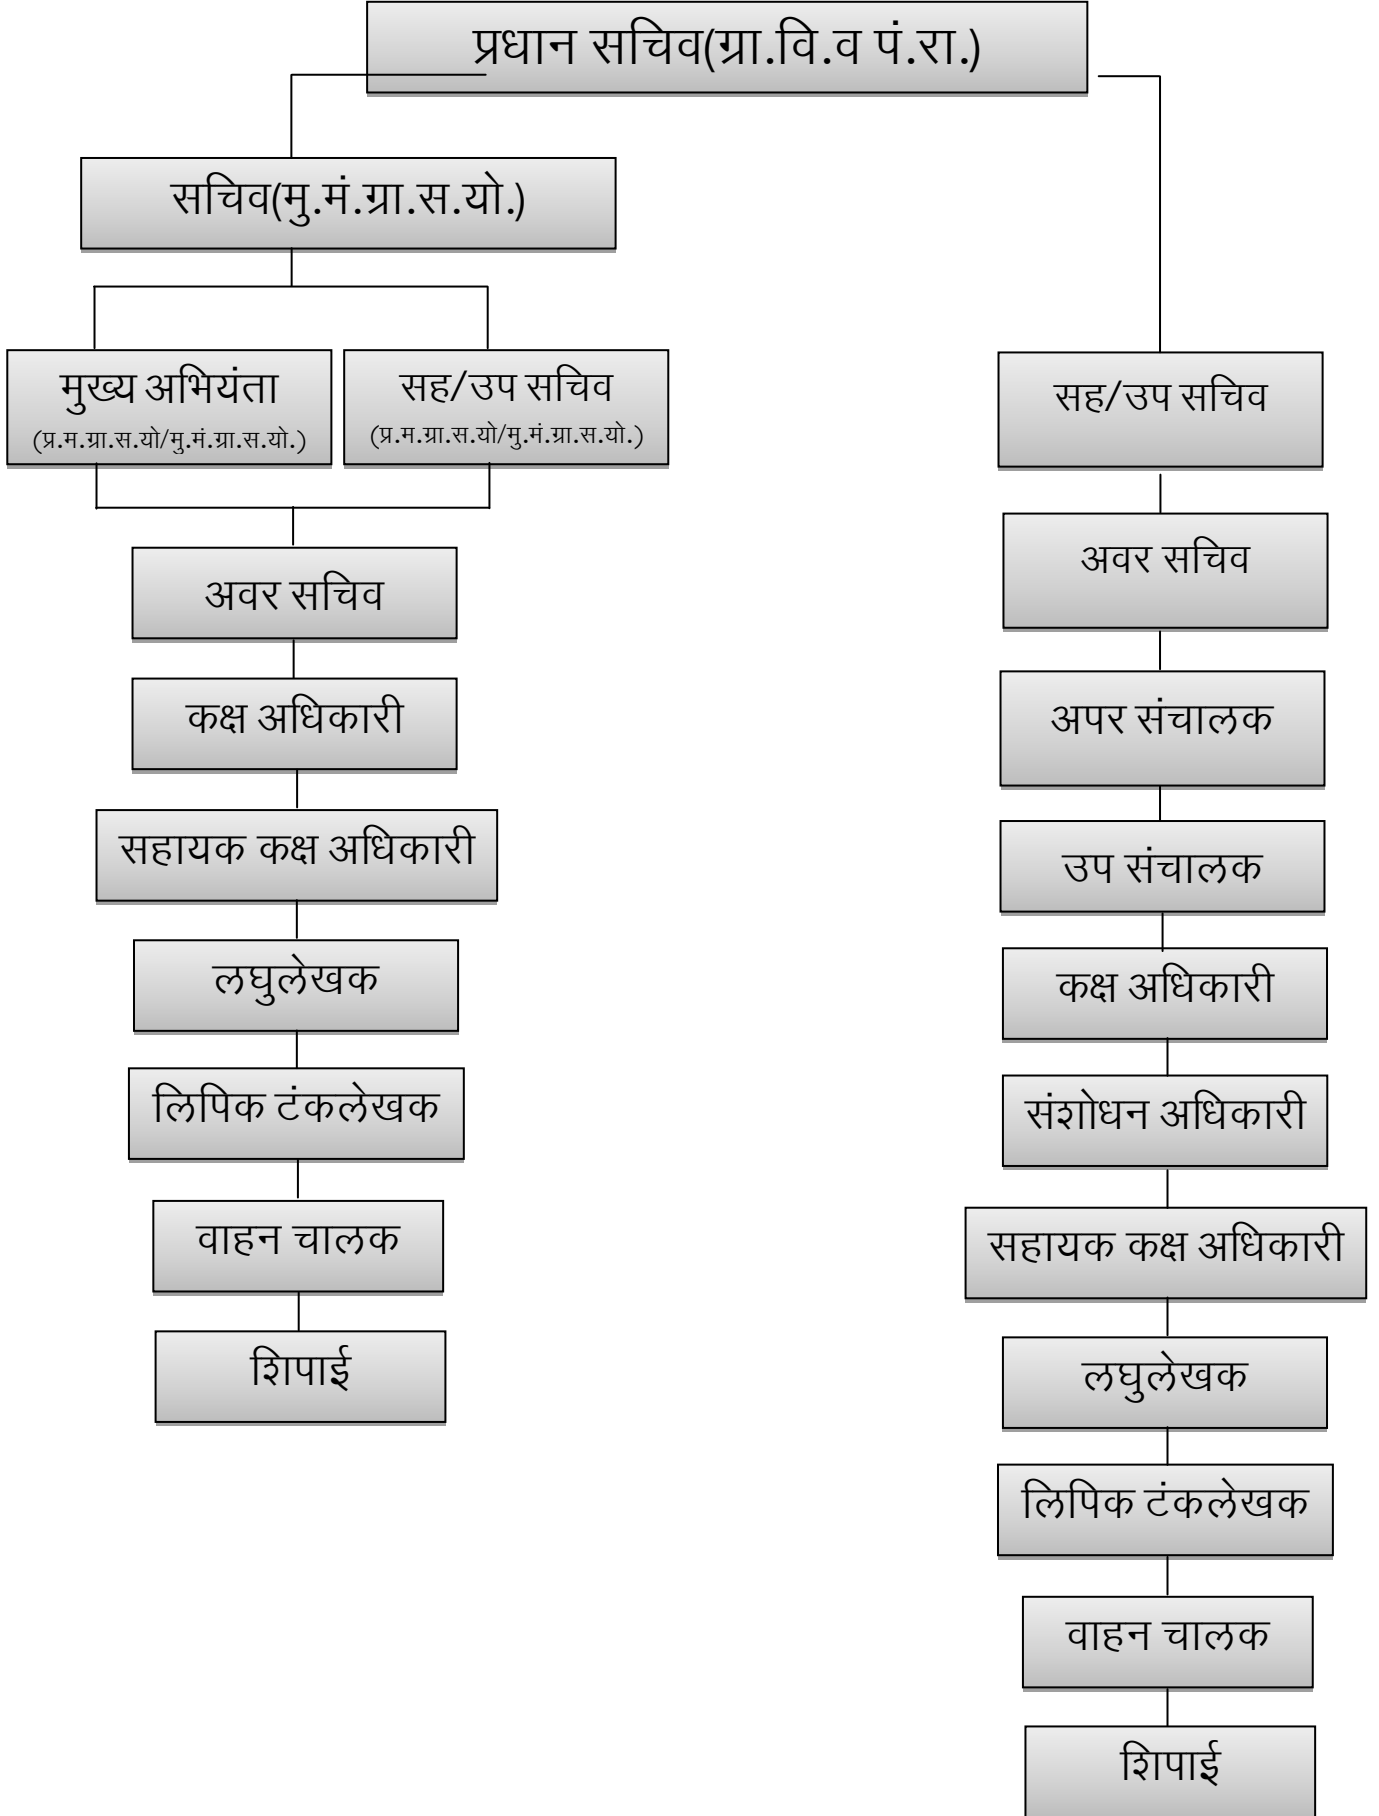 प्रधान सचिव(ग्रा.वि.व पं.रा.)
सचिव(मु.मं.ग्रा.स.यो.)
मुख्य अभियंता
(प्र.म.ग्रा.स.यो/मु.मं.ग्रा.स.यो.)
सह/उप सचिव
(प्र.म.ग्रा.स.यो/मु.मं.ग्रा.स.यो.)
अवर सचिव
कक्ष अधिकारी
सहायक कक्ष अधिकारी
लघुलेखक
लिपिक टंकलेखक
वाहन चालक
शिपाई
सह/उप सचिव
अवर सचिव
अपर संचालक
उप संचालक
कक्ष अधिकारी
संशोधन अधिकारी
सहायक कक्ष अधिकारी
लघुलेखक
लिपिक टंकलेखक
वाहन चालक
शिपाई